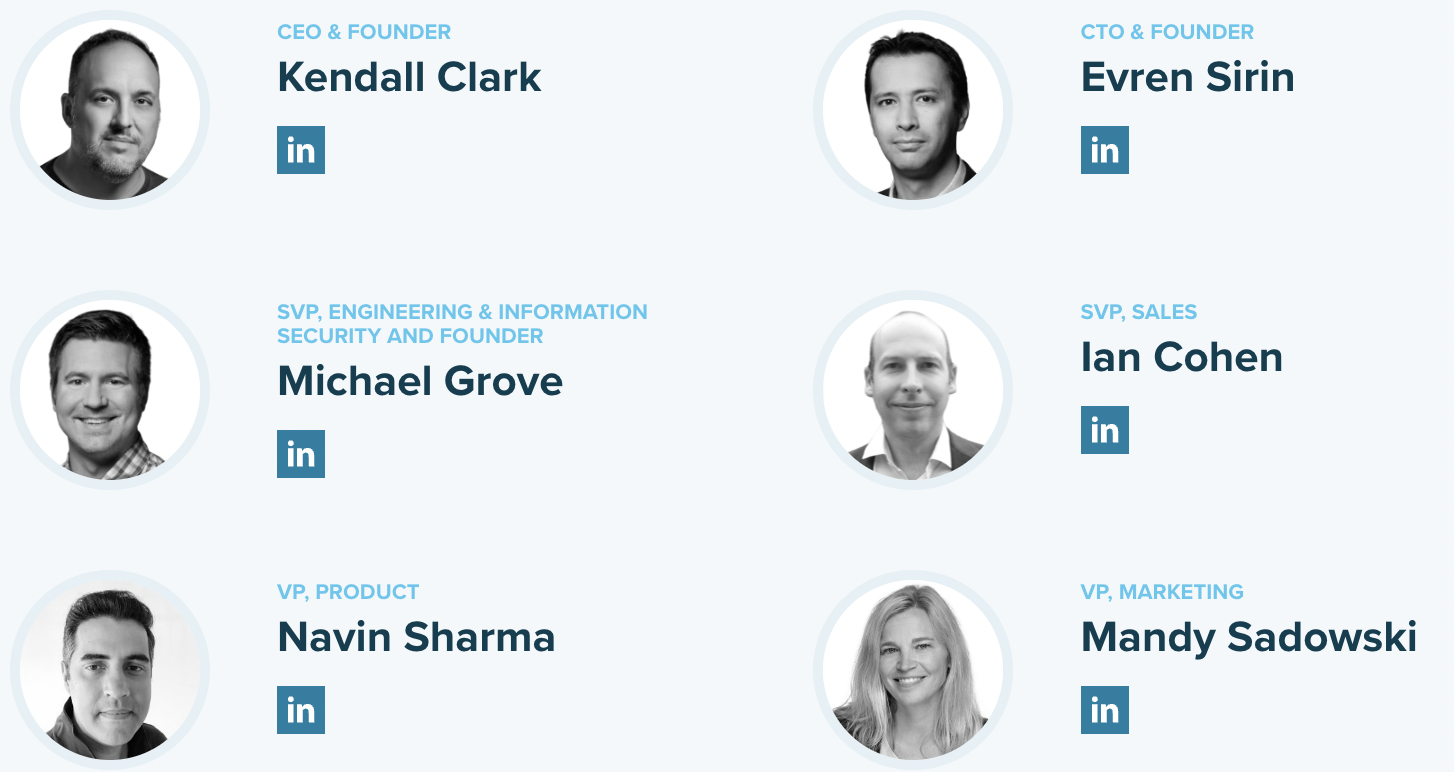 CEO & FOUNDER
Kendall Clark
in
CTO & FOUNDER
Evren Sirin
in
SVP, ENGINEERING & INFORMATION
SECURITY AND FOUNDER
Michael Grove
in
SVP, SALES
Ian Cohen
in
VP, PRODUCT
Navin Sharma
in
VP, MARKETING
Mandy Sadowski
in